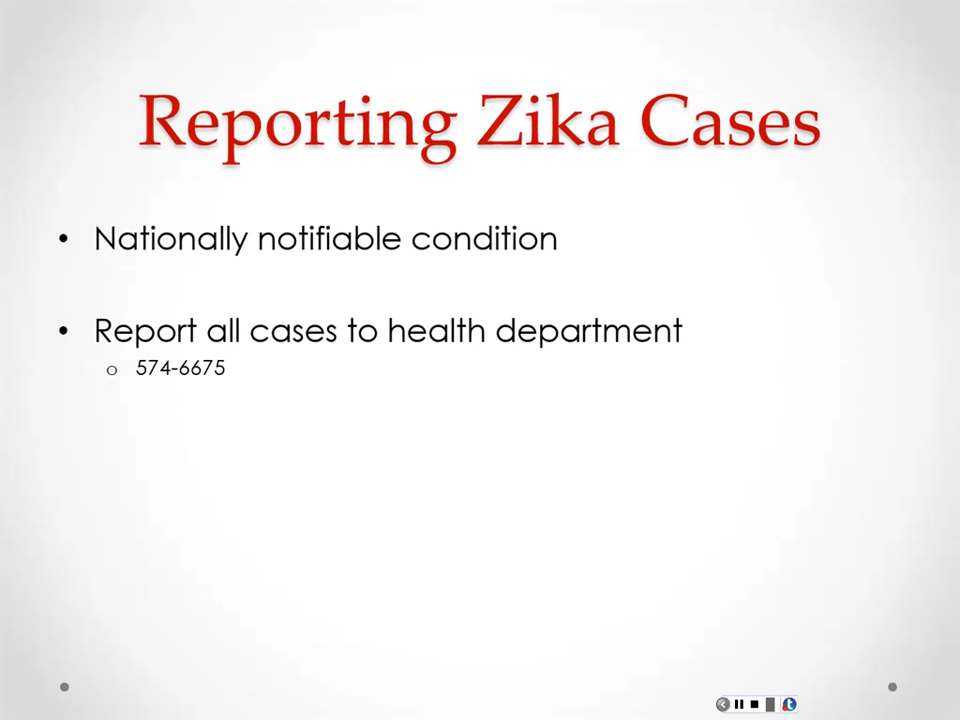 Reporting Zika Cases
• Nationally notifiable condition
• Report all cases to health department
o 574-6675